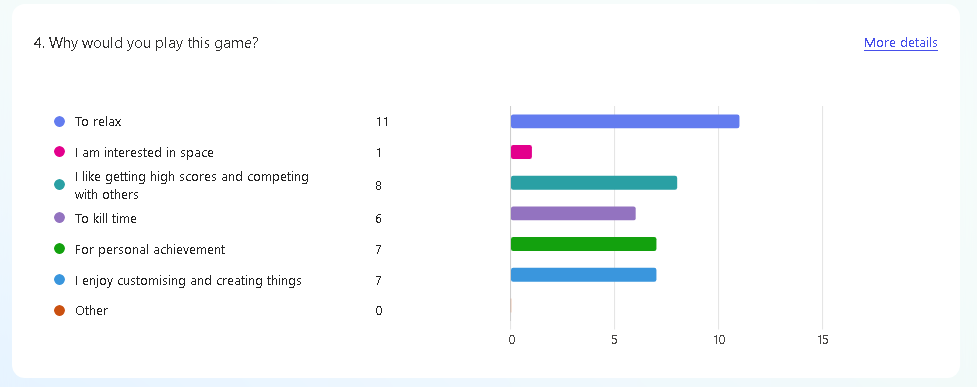 4. Why would you play this game?
More details
To relax 11
I am interested in space 1
I like getting high scores and competing
with others 8
To kill time 6
For personal achievement 7
I enjoy customising and creating things 7
Other 0
0 5 10 15